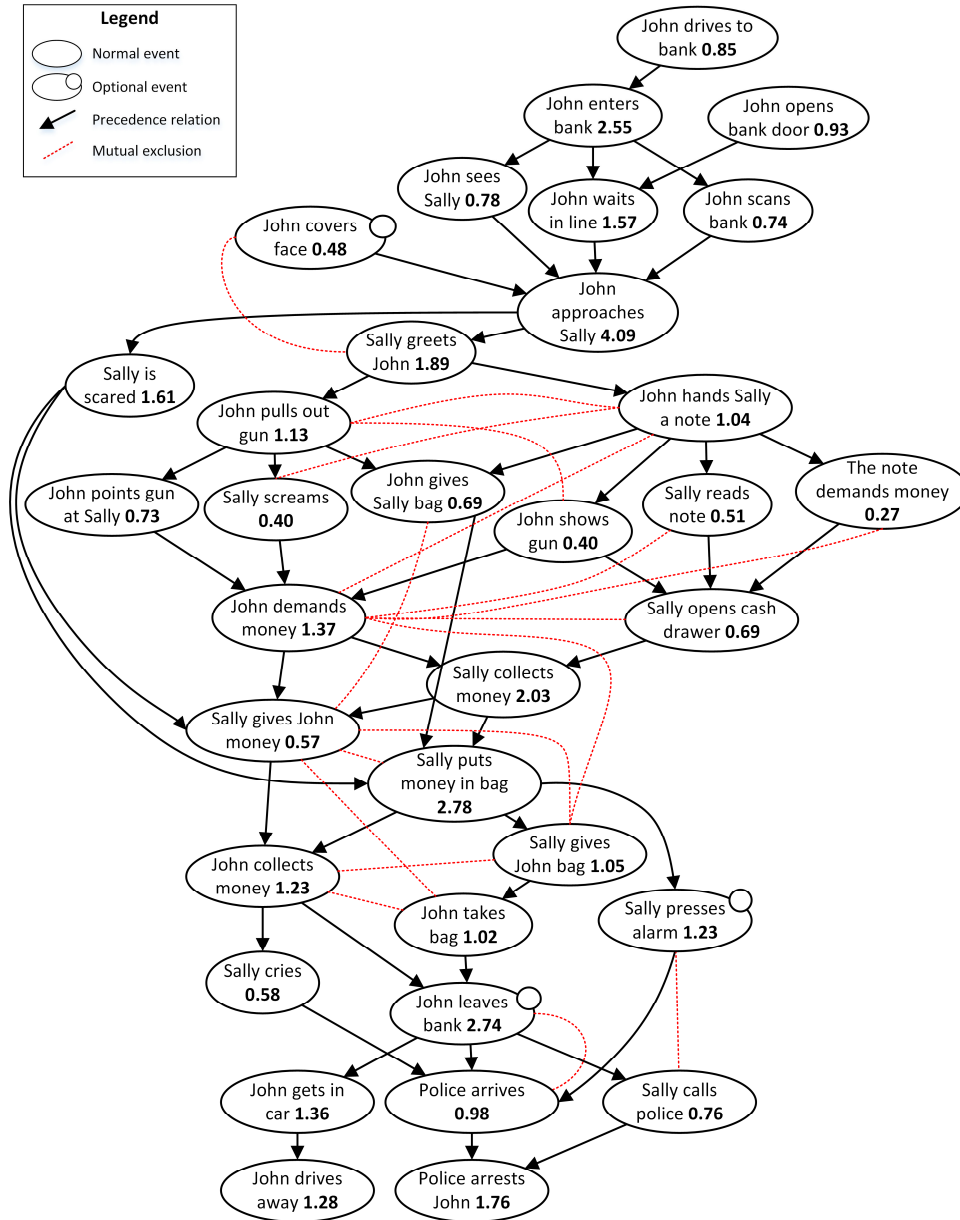 Legend
Normal event
Optional event
Precedence relation
Mutual exclusion
John drives to
bank 0.85
John enters
bank 2.55
John opens
bank door 0.93
John sees
Sally 0.78
John waits
in line 1.57
John scans
bank 0.74
John covers
face 0.48
John
approaches
Sally 4.09
Sally greets
John 1.89
Sally is
scared 1.61
John hands Sally
a note 1.04
John pulls out
gun 1.13
John points gun
at Sally 0.73
Sally screams
0.40
John gives
Sally bag 0.69
John shows
gun 0.40
Sally reads
note 0.51
The note
demands money
0.27
John demands
money 1.37
Sally opens cash
drawer 0.69
Sally collects
money 2.03
Sally gives John
money 0.57
Sally puts
money in bag
2.78
Sally gives
John bag 1.05
John collects
money 1.23
John takes
bag 1.02
Sally presses
alarm 1.23
Sally cries
0.58
John leaves
bank 2.74
John gets in
car 1.36
Police arrives
0.98
Sally calls
police 0.76
John drives
away 1.28
Police arrests
John 1.76